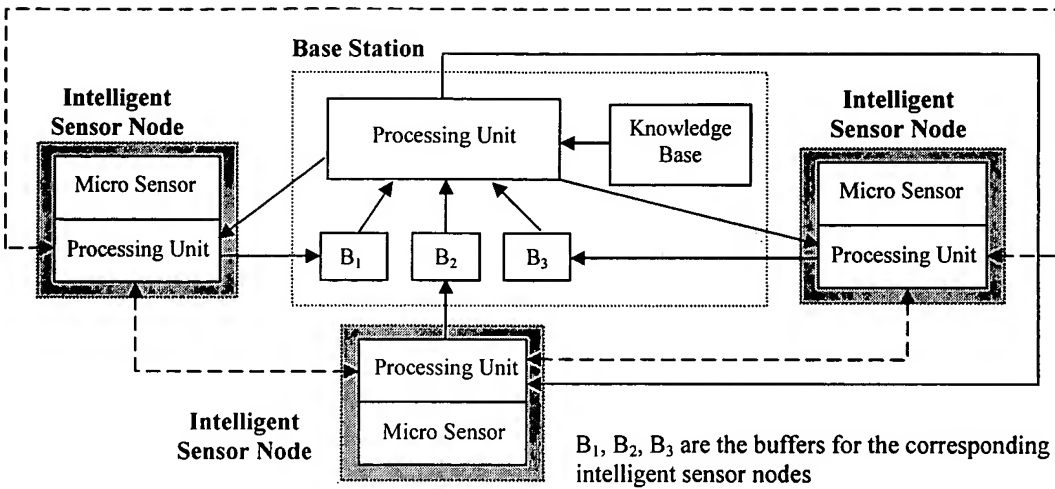 Base Station
Intelligent
Sensor Node
Micro Sensor
Processing Unit
Processing Unit
Knowledge
Base
B₁
B₂
B₃
Intelligent
Sensor Node
Micro Sensor
Processing Unit
Processing Unit
Micro Sensor
Intelligent
Sensor Node
B₁, B₂, B₃ are the buffers for the corresponding
intelligent sensor nodes